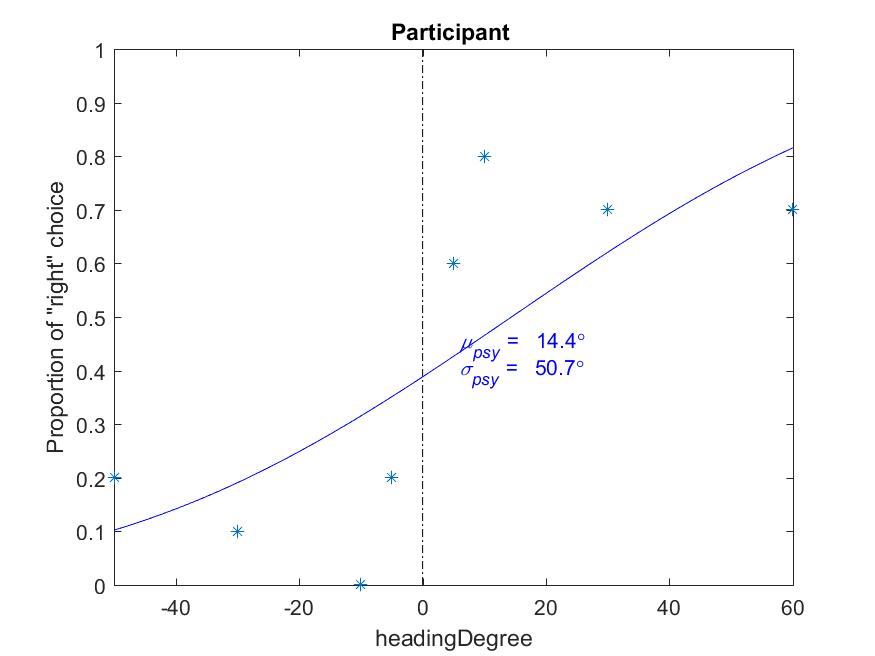 Participant
1
0.9
0.8
0.7
0.6
0.5
0.4
0.3
0.2
0.1
0
Proportion of "right" choice
μpsy = 14.4°
σpsy = 50.7°
-40 -20 0 20 40 60
headingDegree